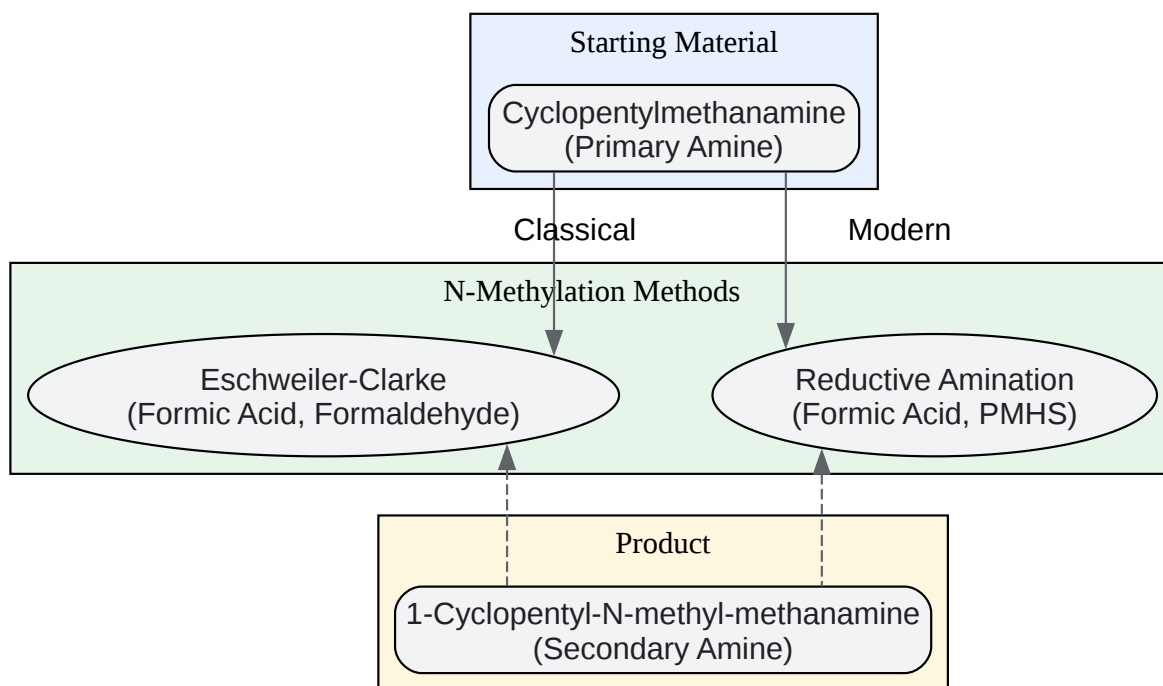 Starting Material
Cyclopentylmethanamine
(Primary Amine)
Classical
Modern
N-Methylation Methods
Eschweiler-Clarke
(Formic Acid, Formaldehyde)
Reductive Amination
(Formic Acid, PMHS)
Product
1-Cyclopentyl-N-methyl-methanamine
(Secondary Amine)